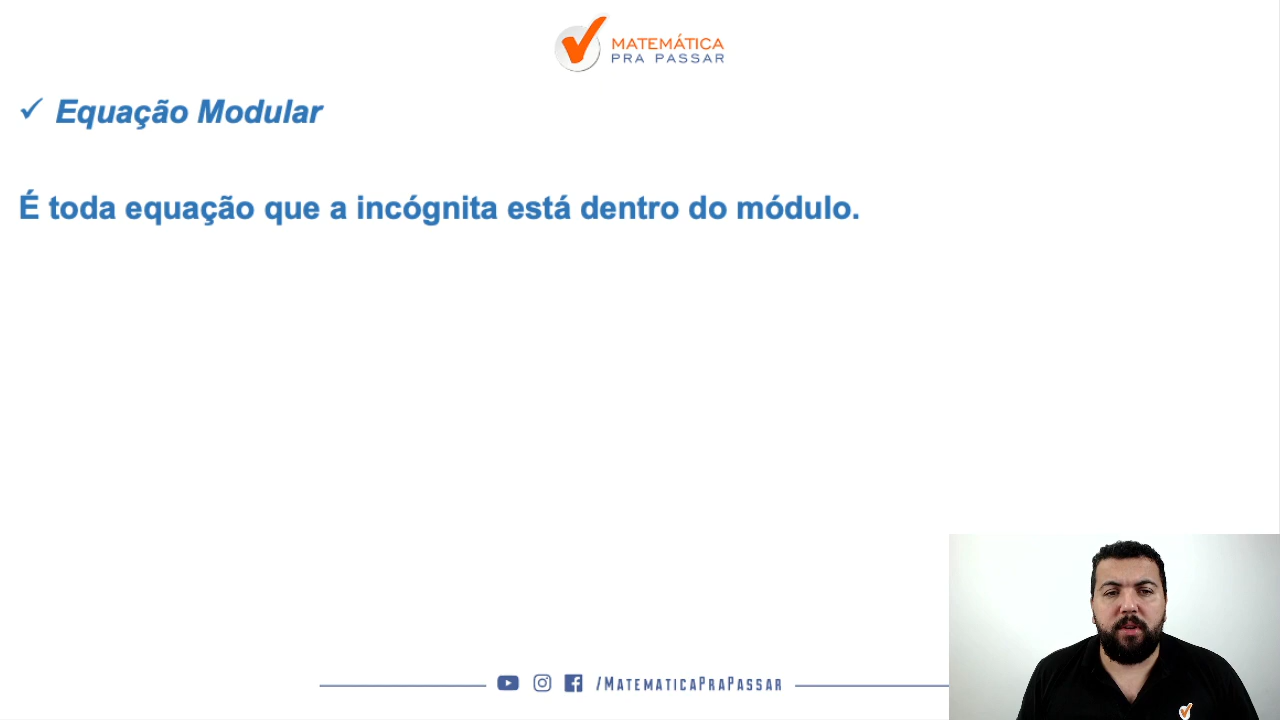 MATEMÁTICA
PRA PASSAR
Equação Modular
É toda equação que a incógnita está dentro do módulo.
/MATEMATICAPRAPASSAR